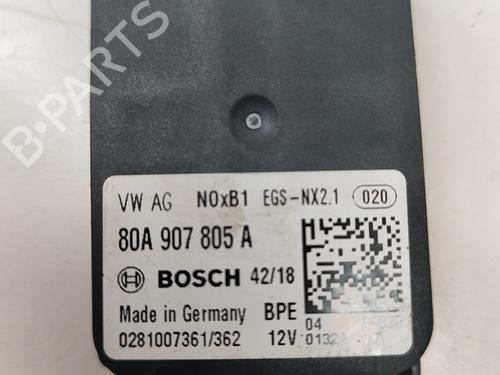 B-PARTS
VW AG NOxB1 EGS-NX2.1 020
80A 907 805 A
BOSCH 42/18
Made in Germany BPE
0281007361/362 12V
04